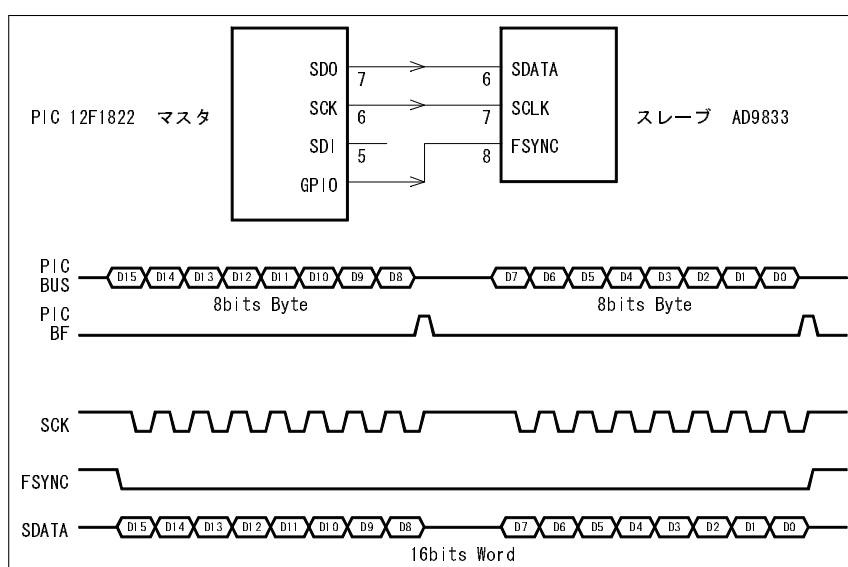 SDO 7 6 SDATA
PIC 12F1822 マスタ SCK 6 7 SCLK スレーブ AD9833
SDI 5 8 FSYNC
GPIO
PIC
BUS D15 D14 D13 D12 D11 D10 D9 D8 D7 D6 D5 D4 D3 D2 D1 D0
8bits Byte 8bits Byte
PIC
BF
SCK
FSYNC
SDATA D15 D14 D13 D12 D11 D10 D9 D8 D7 D6 D5 D4 D3 D2 D1 D0
16bits Word